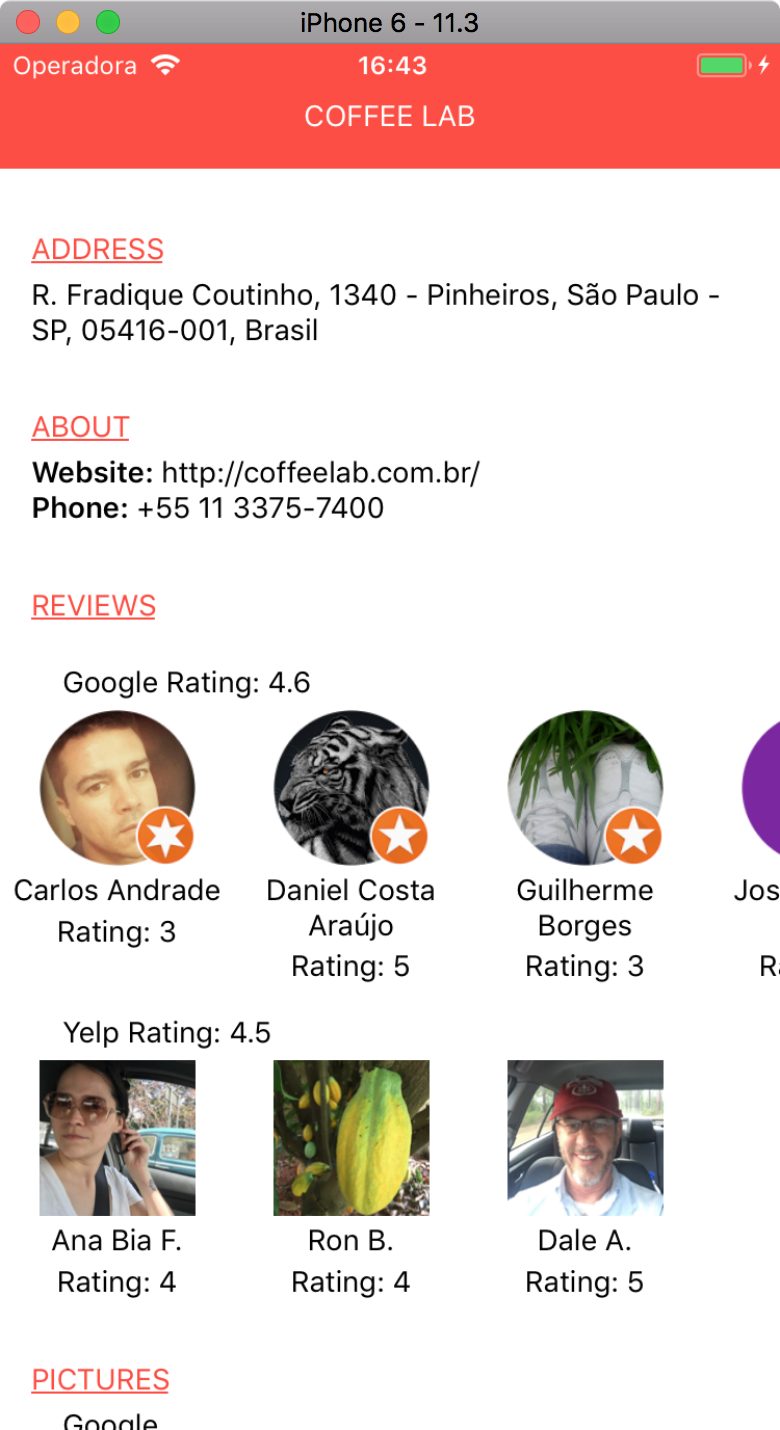 iPhone 6 - 11.3
Operadora 16:43
COFFEE LAB
ADDRESS
R. Fradique Coutinho, 1340 - Pinheiros, São Paulo -
SP, 05416-001, Brasil
ABOUT
Website: http://coffeelab.com.br/
Phone: +55 11 3375-7400
REVIEWS
Google Rating: 4.6
Carlos Andrade
Rating: 3
Daniel Costa
Araújo
Rating: 5
Guilherme
Borges
Rating: 3
Yelp Rating: 4.5
Ana Bia F.
Rating: 4
Ron B.
Rating: 4
Dale A.
Rating: 5
PICTURES
Google